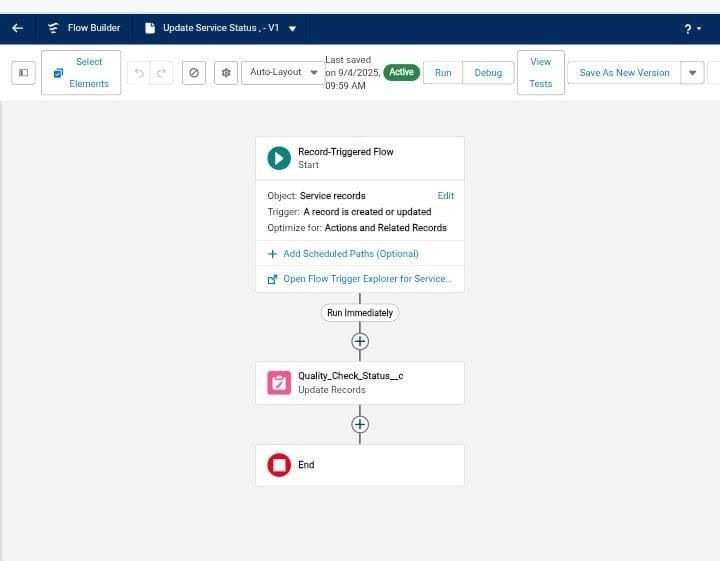 Flow Builder
Update Service Status , - V1
?
Select
Elements
Auto-Layout
Last saved
on 9/4/2025,
09:59 AM
Active
Run
Debug
View
Tests
Save As New Version
Record-Triggered Flow
Start
Object: Service records
Edit
Trigger: A record is created or updated
Optimize for: Actions and Related Records
+ Add Scheduled Paths (Optional)
Open Flow Trigger Explorer for Service...
Run Immediately
Quality_Check_Status__c
Update Records
End